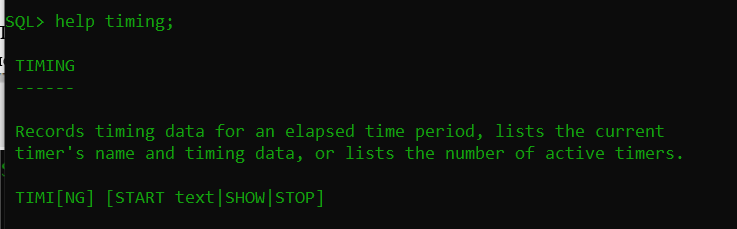 SQL> help timing;
TIMING
------
Records timing data for an elapsed time period, lists the current
timer's name and timing data, or lists the number of active timers.
TIMI[NG] [START text|SHOW|STOP]